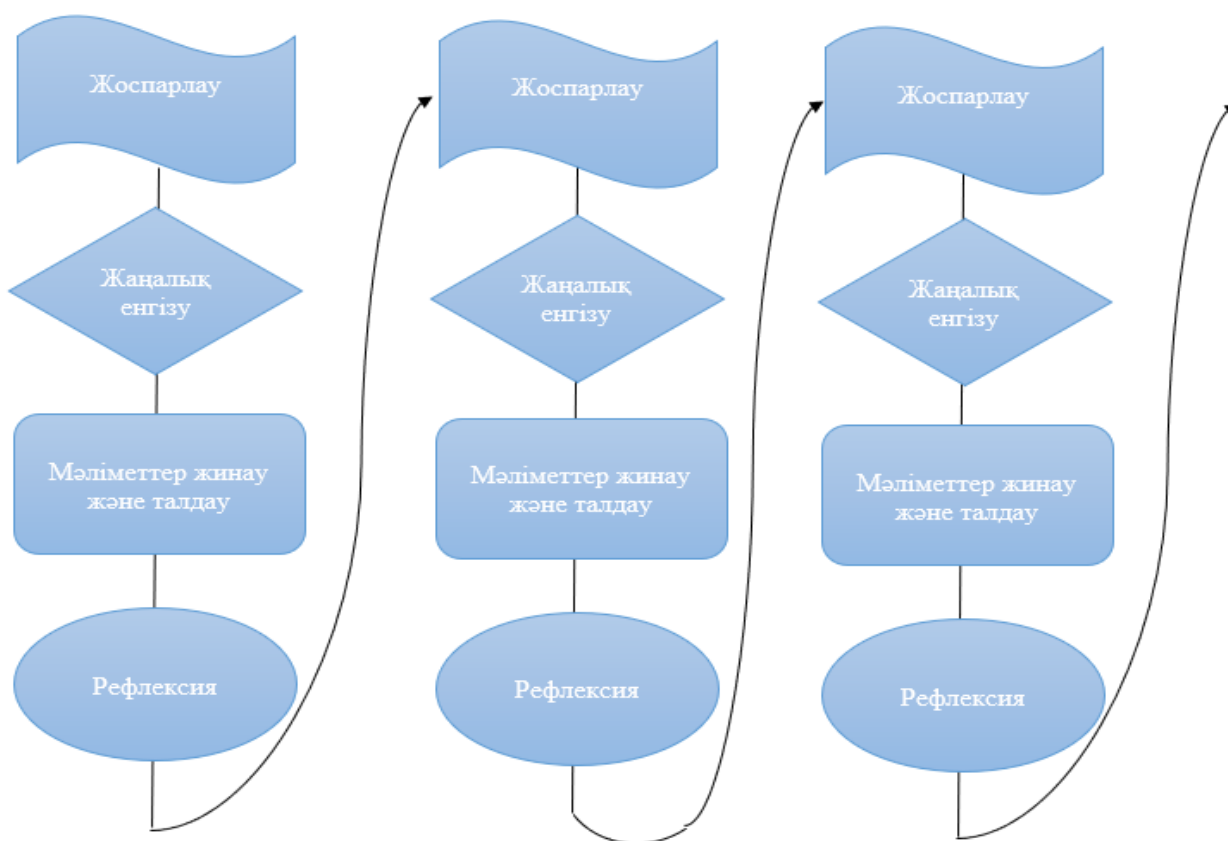 Жоспарлау
Жаңалық
енгізу
Мәліметтер жинау
және талдау
Рефлексия
Жоспарлау
Жаңалық
енгізу
Мәліметтер жинау
және талдау
Рефлексия
Жоспарлау
Жаңалық
енгізу
Мәліметтер жинау
және талдау
Рефлексия